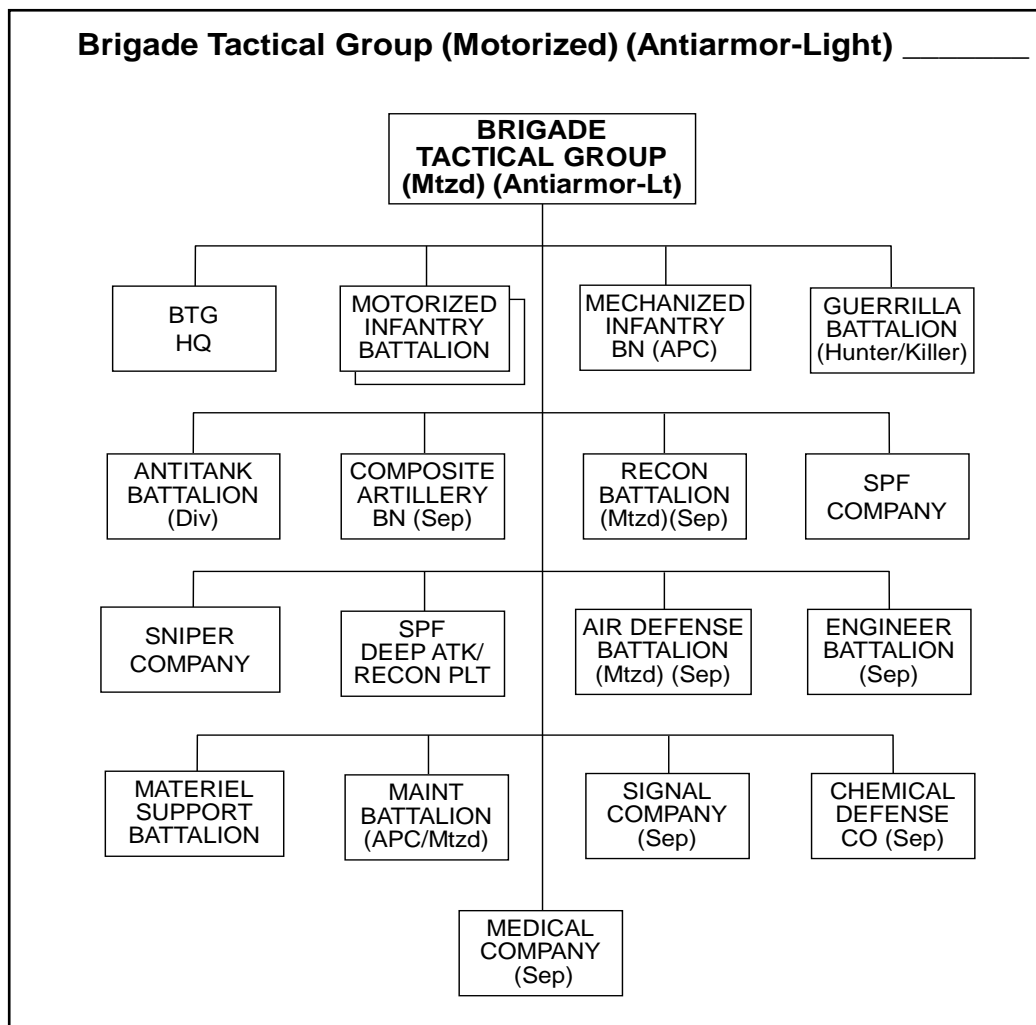 Brigade Tactical Group (Motorized) (Antiarmor-Light) ________
BRIGADE
TACTICAL GROUP
(Mtzd) (Antiarmor-Lt)
BTG
HQ
MOTORIZED
INFANTRY
BATTALION
MECHANIZED
INFANTRY
BN (APC)
GUERRILLA
BATTALION
(Hunter/Killer)
ANTITANK
BATTALION
(Div)
COMPOSITE
ARTILLERY
BN (Sep)
RECON
BATTALION
(Mtzd)(Sep)
SPF
COMPANY
SNIPER
COMPANY
SPF
DEEP ATK/
RECON PLT
AIR DEFENSE
BATTALION
(Mtzd) (Sep)
ENGINEER
BATTALION
(Sep)
MATERIEL
SUPPORT
BATTALION
MAINT
BATTALION
(APC/Mtzd)
SIGNAL
COMPANY
(Sep)
CHEMICAL
DEFENSE
CO (Sep)
MEDICAL
COMPANY
(Sep)